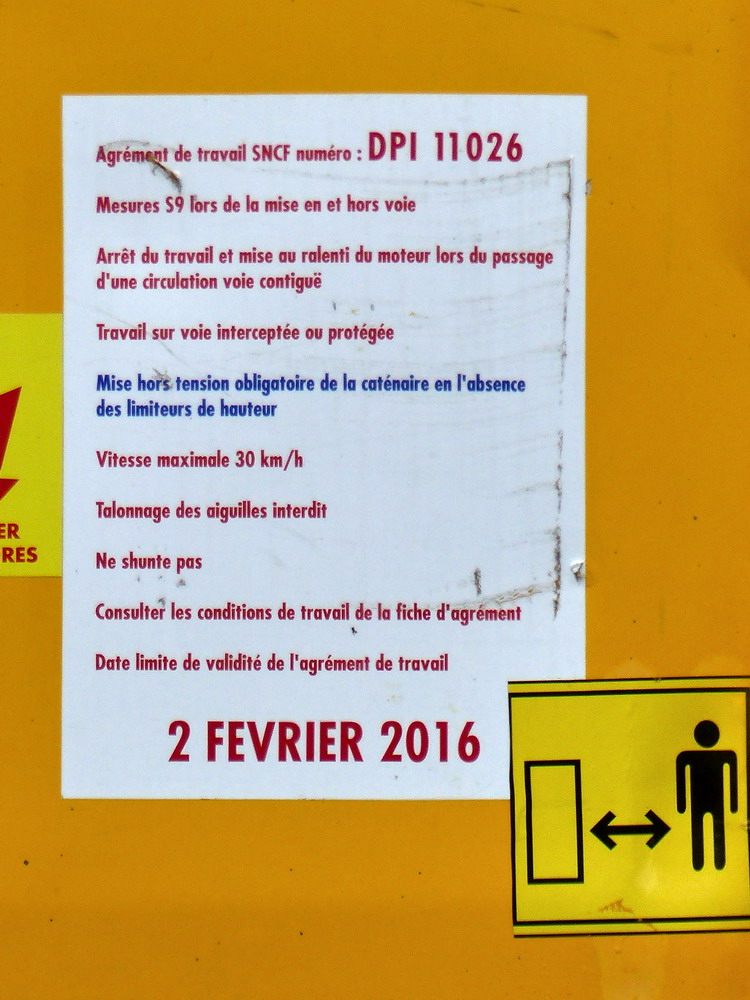 Agrément de travail SNCF numéro : DPI 11026
Mesures S9 lors de la mise en et hors voie
Arrêt du travail et mise au ralenti du moteur lors du passage
d'une circulation voie contiguë
Travail sur voie interceptée ou protégée
Mise hors tension obligatoire de la caténaire en l'absence
des limiteurs de hauteur
Vitesse maximale 30 km/h
Talonnage des aiguilles interdit
Ne shunte pas
ER
RES
Consulter les conditions de travail de la fiche d'agrément
Date limite de validité de l'agrément de travail
2 FEVRIER 2016